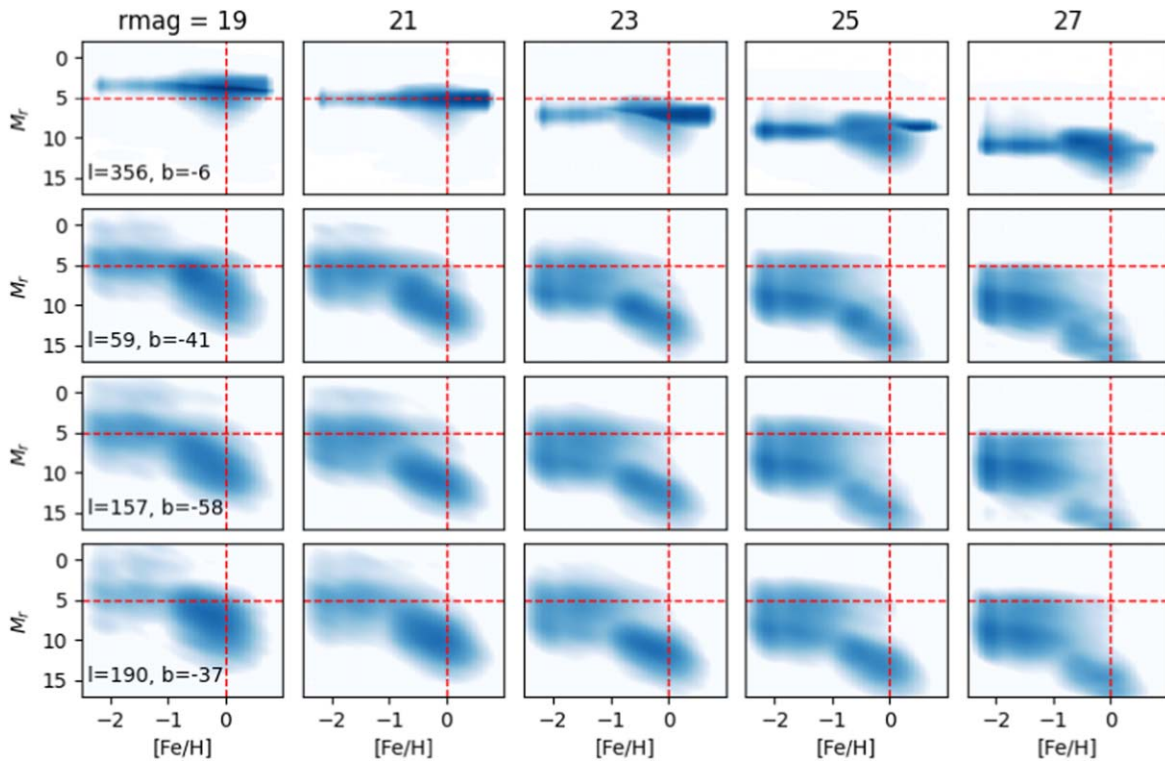 rmag = 19 21 23 25 27
0
5
10
15
M_r
l=356, b=-6
0
5
10
15
M_r
l=59, b=-41
0
5
10
15
M_r
l=157, b=-58
0
5
10
15
M_r
l=190, b=-37
−2 −1 0 −2 −1 0 −2 −1 0 −2 −1 0 −2 −1 0
[Fe/H] [Fe/H] [Fe/H] [Fe/H] [Fe/H]